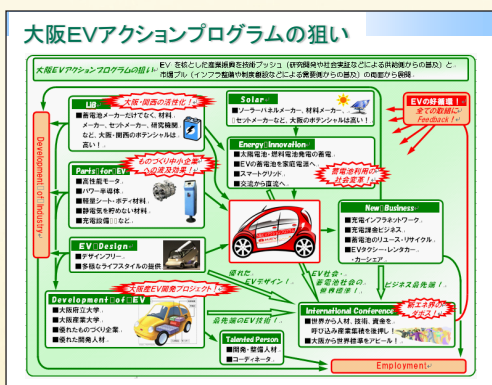 大阪EVアクションプログラムの狙い
大阪EVアクションプログラムの狙い
EV を核とした産業振興を技術プッシュ（研究開発や社会実証などによる供給側からの普及）と、
市場プル（インフラ整備や制度創設などによる需要側からの普及）の両面から展開
LiB
大阪・関西の活性化！
■蓄電池メーカーだけでなく、材料
メーカー、セットメーカー、研究機関
など、大阪・関西のポテンシャルは
高い！
Solar
■ソーラーパネルメーカー、材料メーカー、
セットメーカーなど、大阪のポテンシャルは高い！
EVの好循環！
全ての取組に
Feedback！
Development of Industry
ものづくり中小企業
への波及効果！
Parts for EV
■高性能モータ
■パワー半導体
■軽量シート・ボディ材料
■静電気を貯めない材料
■充電設備 など
Energy Innovation
■太陽電池・燃料電池発電の蓄電
■EVの蓄電池を家庭電源へ
■スマートグリッド
■交流から直流へ
蓄電池利用の
社会変革！
New Business
■充電インフラネットワーク
■充電課金ビジネス
■蓄電池のリユース・リサイクル
■EVタクシー・レンタカー
・カーシェア
EV Design
■デザインフリー
■多様なライフスタイルの提供
優れた
EVデザイン！
EV社会・
蓄電池社会の
世界標準！
ビジネス最先端！
Development of EV
大阪産EV開発プロジェクト！
■大阪府立大学
■大阪産業大学
■優れたものづくり企業
■優れた開発人材
最先端のEV技術！
Talented Person
■開発・整備人材
■コーディネータ
International Conference
新エネ界の
ダボス！
■世界から人材、技術、資金を
呼び込み産業集積を後押し！
■大阪から世界標準をアピール！
Employment